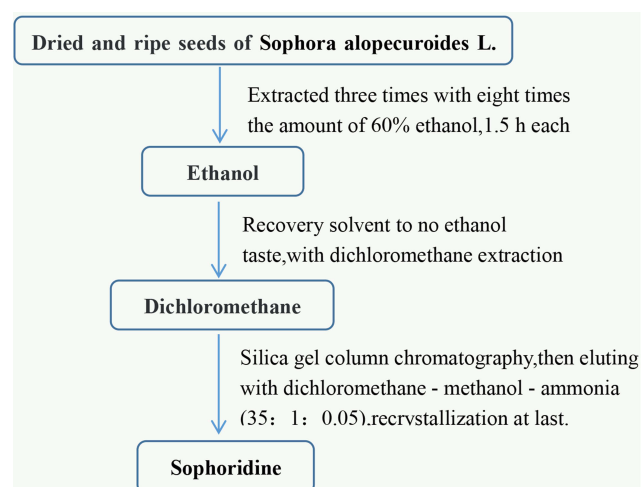 Dried and ripe seeds of Sophora alopecuroides L.
Extracted three times with eight times
the amount of 60% ethanol,1.5 h each
Ethanol
Recovery solvent to no ethanol
taste,with dichloromethane extraction
Dichloromethane
Silica gel column chromatography,then eluting
with dichloromethane - methanol - ammonia
(35：1：0.05),recrystallization at last.
Sophoridine